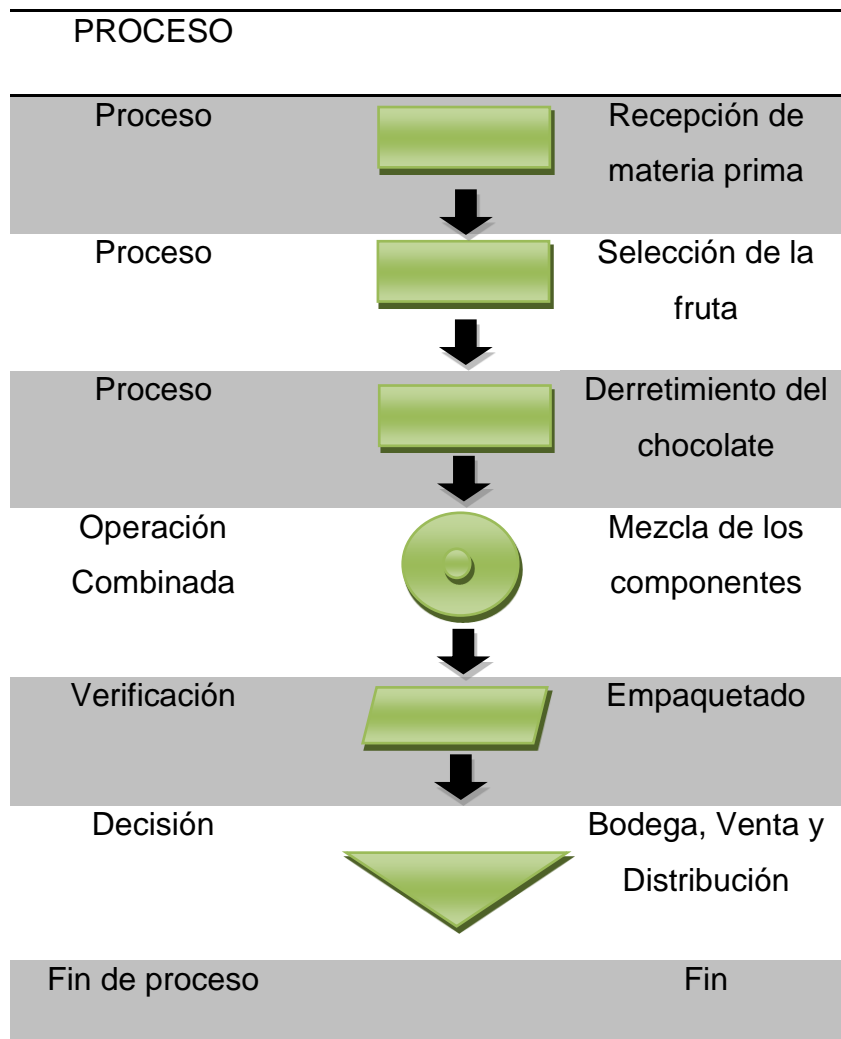 PROCESO
Proceso
Recepción de
materia prima
Proceso
Selección de la
fruta
Proceso
Derretimiento del
chocolate
Operación
Combinada
Mezcla de los
componentes
Verificación
Empaquetado
Decisión
Bodega, Venta y
Distribución
Fin de proceso
Fin